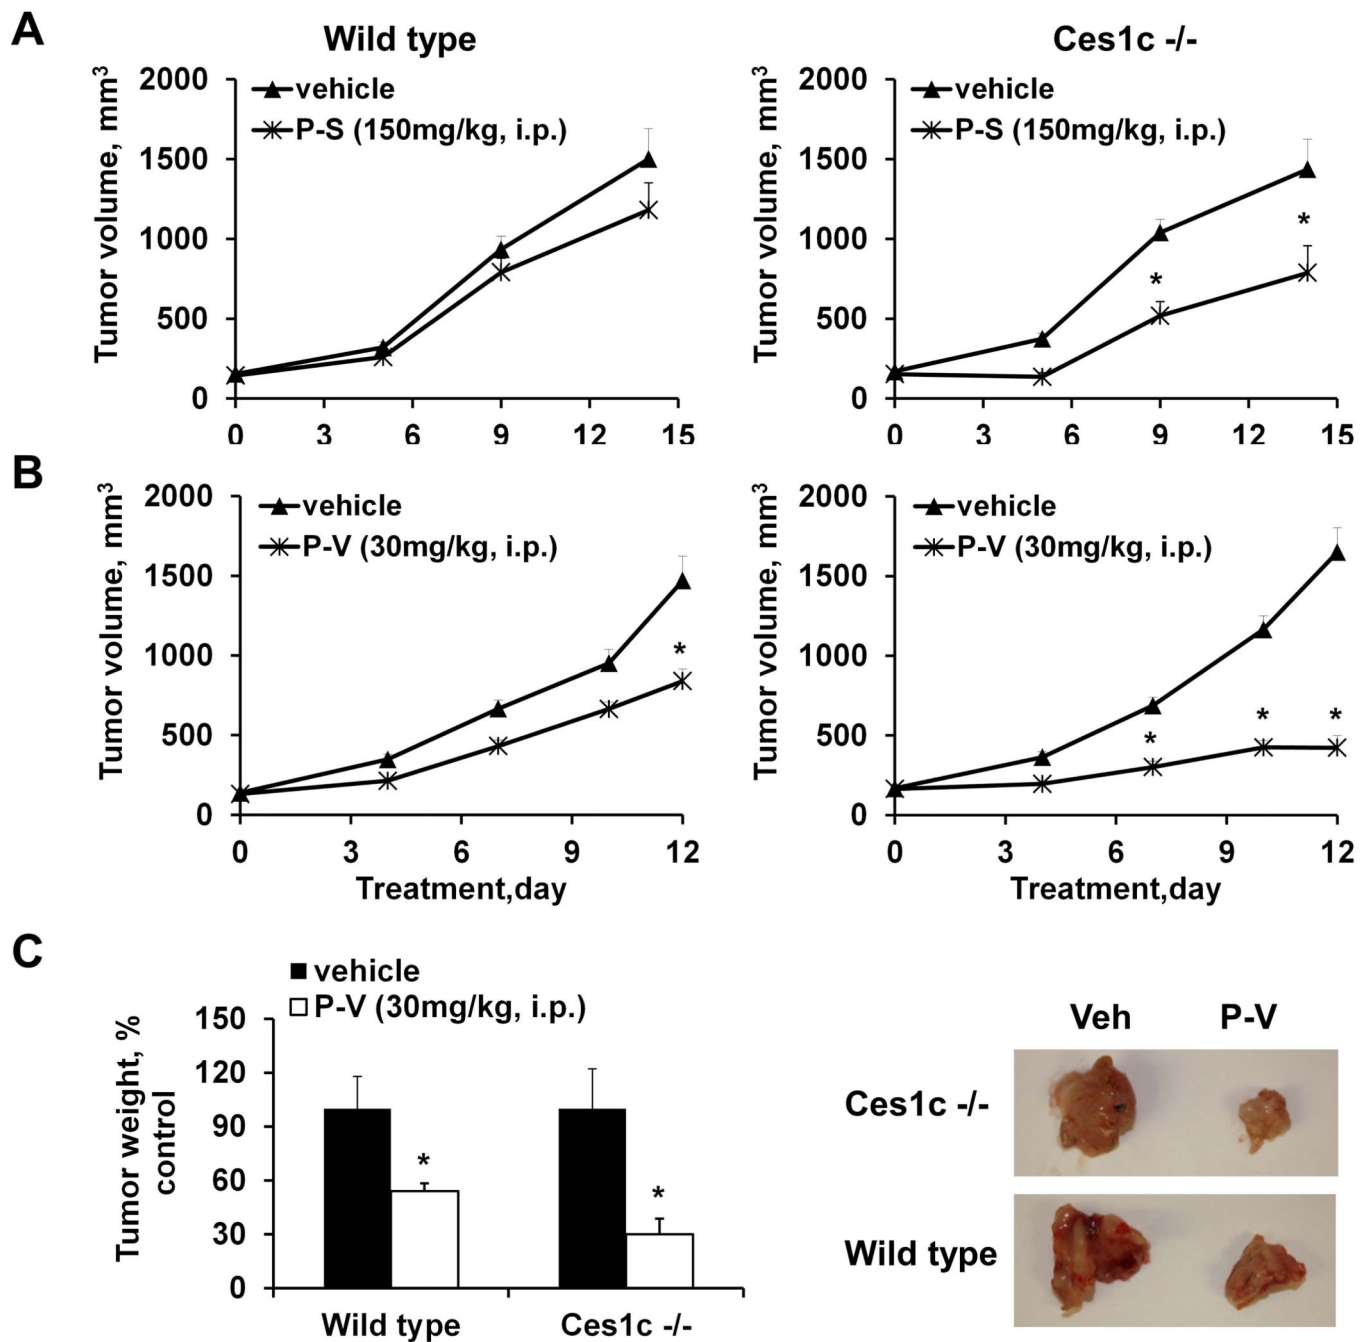 A
Wild type
Ces1c -/-
Tumor volume, mm³
2000
1500
1000
500
0
vehicle
P-S (150mg/kg, i.p.)
0 3 6 9 12 15
Tumor volume, mm³
2000
1500
1000
500
0
vehicle
P-S (150mg/kg, i.p.)
*
*
0 3 6 9 12 15
B
Tumor volume, mm³
2000
1500
1000
500
0
vehicle
P-V (30mg/kg, i.p.)
*
0 3 6 9 12
Treatment,day
Tumor volume, mm³
2000
1500
1000
500
0
vehicle
P-V (30mg/kg, i.p.)
*
*
*
0 3 6 9 12
Treatment,day
C
vehicle
P-V (30mg/kg, i.p.)
Tumor weight, %
control
150
120
90
60
30
0
*
*
Wild type
Ces1c -/-
Veh P-V
Ces1c -/-
Wild type